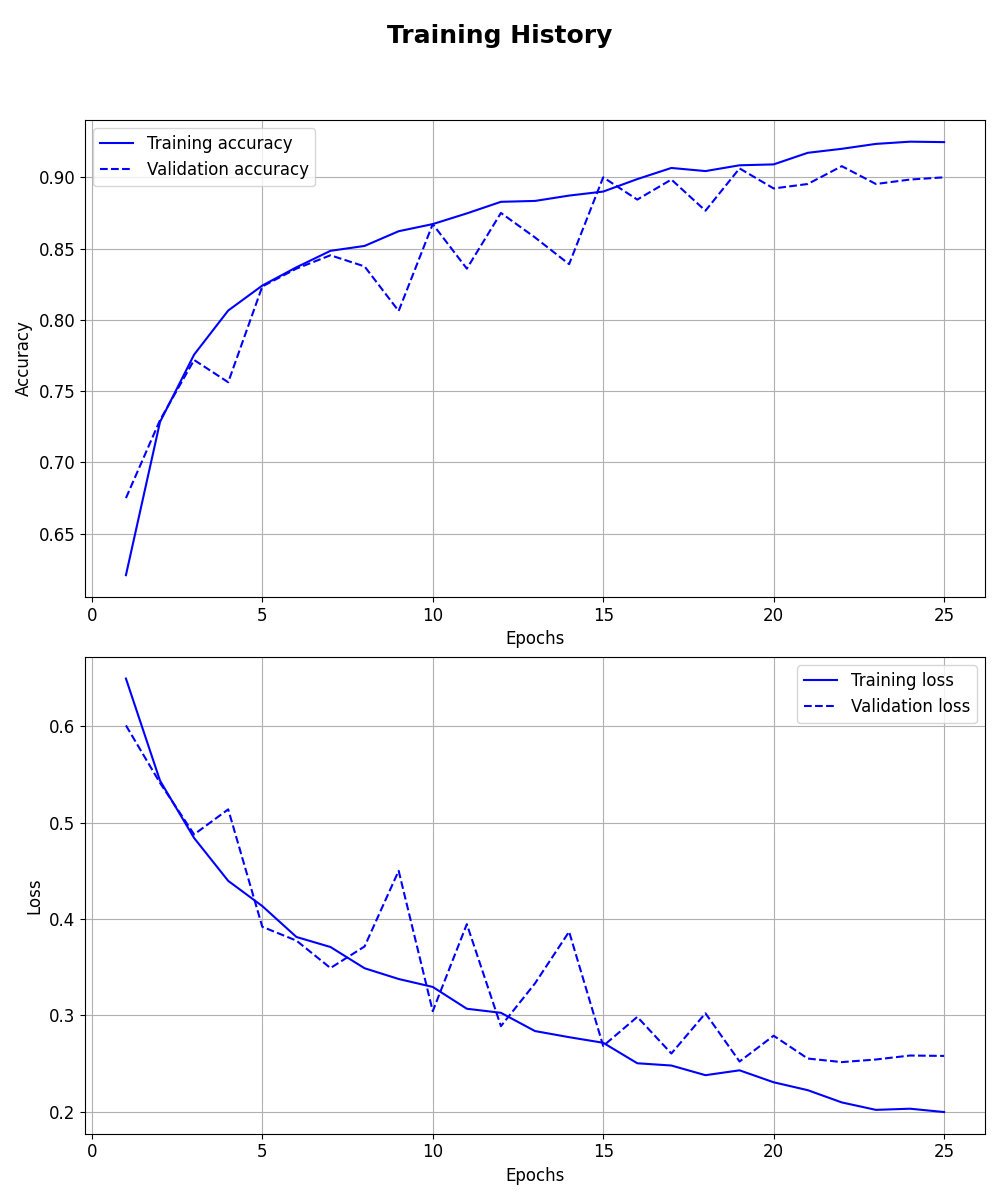 Training History
Training accuracy
Validation accuracy
0.90
0.85
0.80
0.75
0.70
0.65
Accuracy
0 5 10 15 20 25
Epochs
Training loss
Validation loss
0.6
0.5
0.4
0.3
0.2
Loss
0 5 10 15 20 25
Epochs